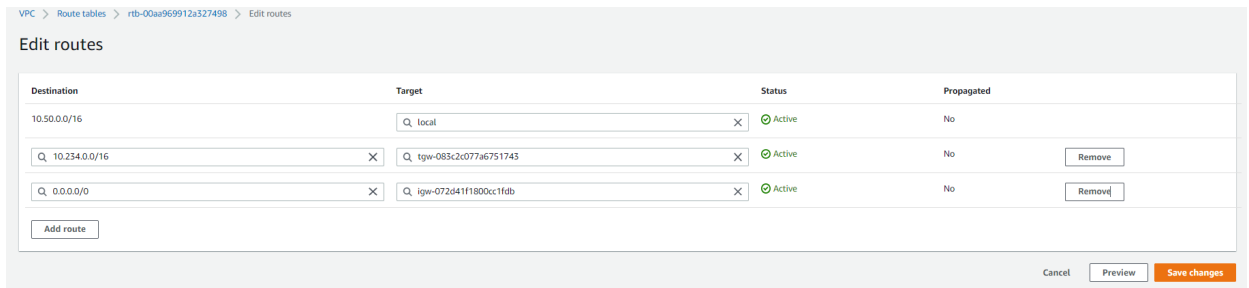 VPC > Route tables > rtb-00aa969912a327498 > Edit routes
Edit routes
Destination Target Status Propagated
10.50.0.0/16 local Active No
10.234.0.0/16 tgw-083c2c077a6751743 Active No Remove
0.0.0.0/0 igw-072d41f1800cc1fdb Active No Remove
Add route
Cancel Preview Save changes